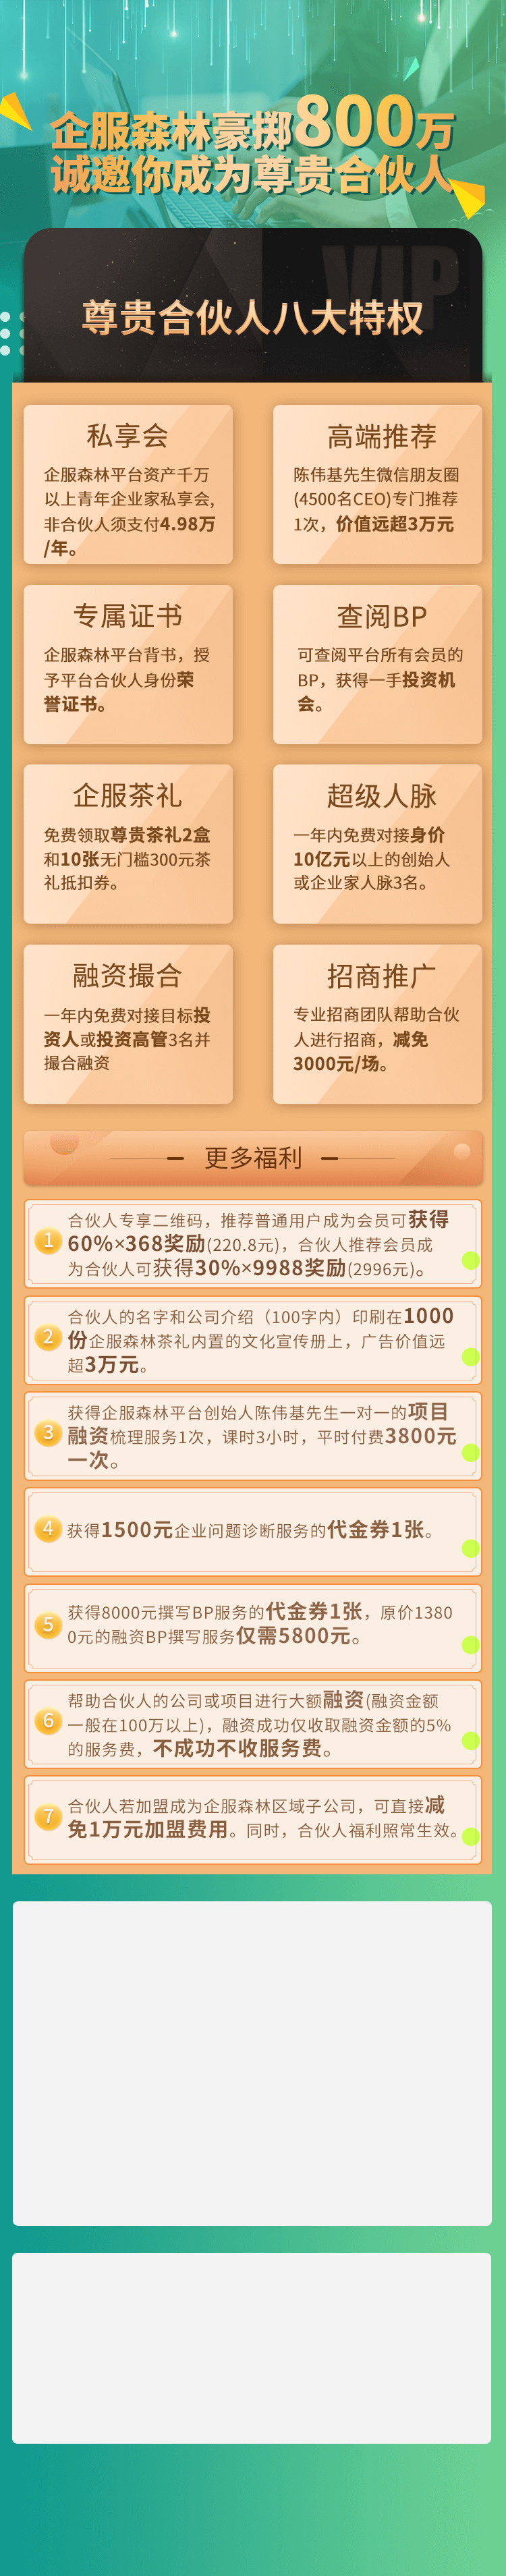 企服森林豪掷800万
诚邀你成为尊贵合伙人
VIP
尊贵合伙人八大特权
私享会
企服森林平台资产千万
以上青年企业家私享会,
非合伙人须支付4.98万
/年。
高端推荐
陈伟基先生微信朋友圈
(4500名CEO)专门推荐
1次，价值远超3万元
专属证书
企服森林平台背书，授
予平台合伙人身份荣
誉证书。
查阅BP
可查阅平台所有会员的
BP，获得一手投资机
会。
企服茶礼
免费领取尊贵茶礼2盒
和10张无门槛300元茶
礼抵扣券。
超级人脉
一年内免费对接身价
10亿元以上的创始人
或企业家人脉3名。
融资撮合
一年内免费对接目标投
资人或投资高管3名并
撮合融资
招商推广
专业招商团队帮助合伙
人进行招商，减免
3000元/场。
更多福利
1
合伙人专享二维码，推荐普通用户成为会员可获得
60%×368奖励(220.8元)，合伙人推荐会员成
为合伙人可获得30%×9988奖励(2996元)。
2
合伙人的名字和公司介绍（100字内）印刷在1000
份企服森林茶礼内置的文化宣传册上，广告价值远
超3万元。
3
获得企服森林平台创始人陈伟基先生一对一的项目
融资梳理服务1次，课时3小时，平时付费3800元
一次。
4
获得1500元企业问题诊断服务的代金券1张。
5
获得8000元撰写BP服务的代金券1张，原价1380
0元的融资BP撰写服务仅需5800元。
6
帮助合伙人的公司或项目进行大额融资(融资金额
一般在100万以上)，融资成功仅收取融资金额的5%
的服务费，不成功不收服务费。
7
合伙人若加盟成为企服森林区域子公司，可直接减
免1万元加盟费用。同时，合伙人福利照常生效。